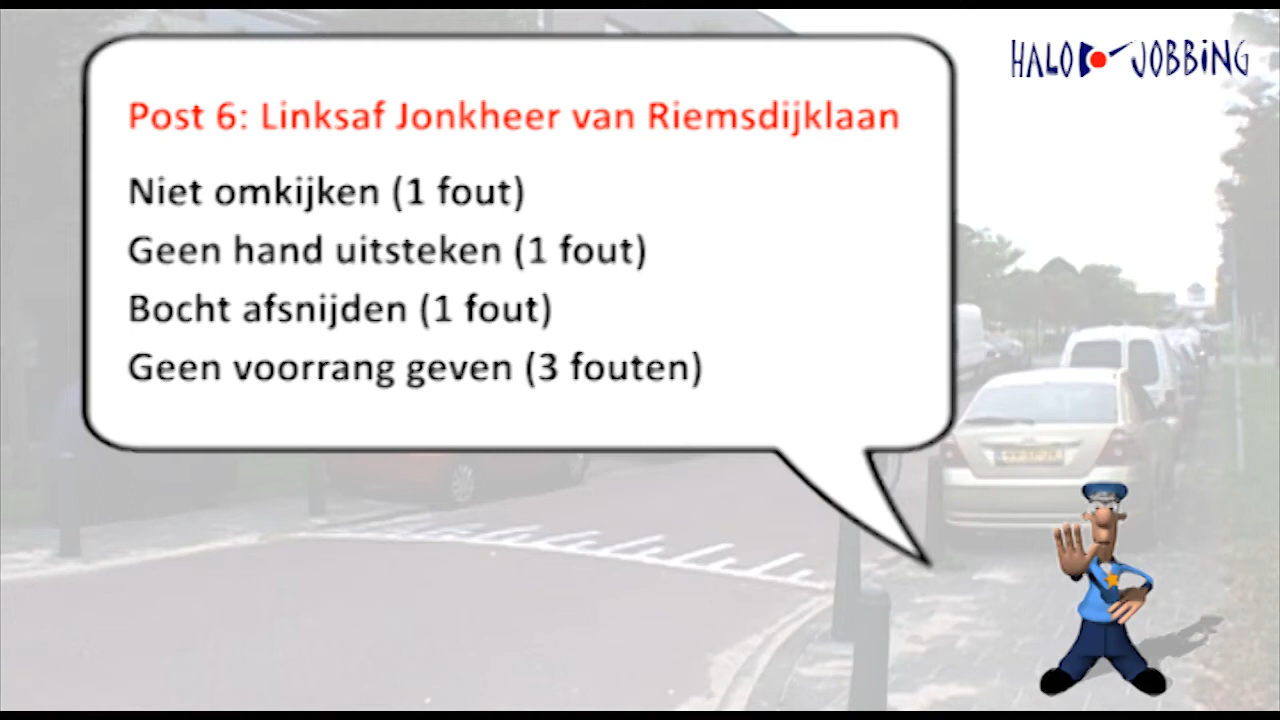 HALO JOBBING
Post 6: Linksaf Jonkheer van Riemsdijklaan
Niet omkijken (1 fout)
Geen hand uitsteken (1 fout)
Bocht afsnijden (1 fout)
Geen voorrang geven (3 fouten)